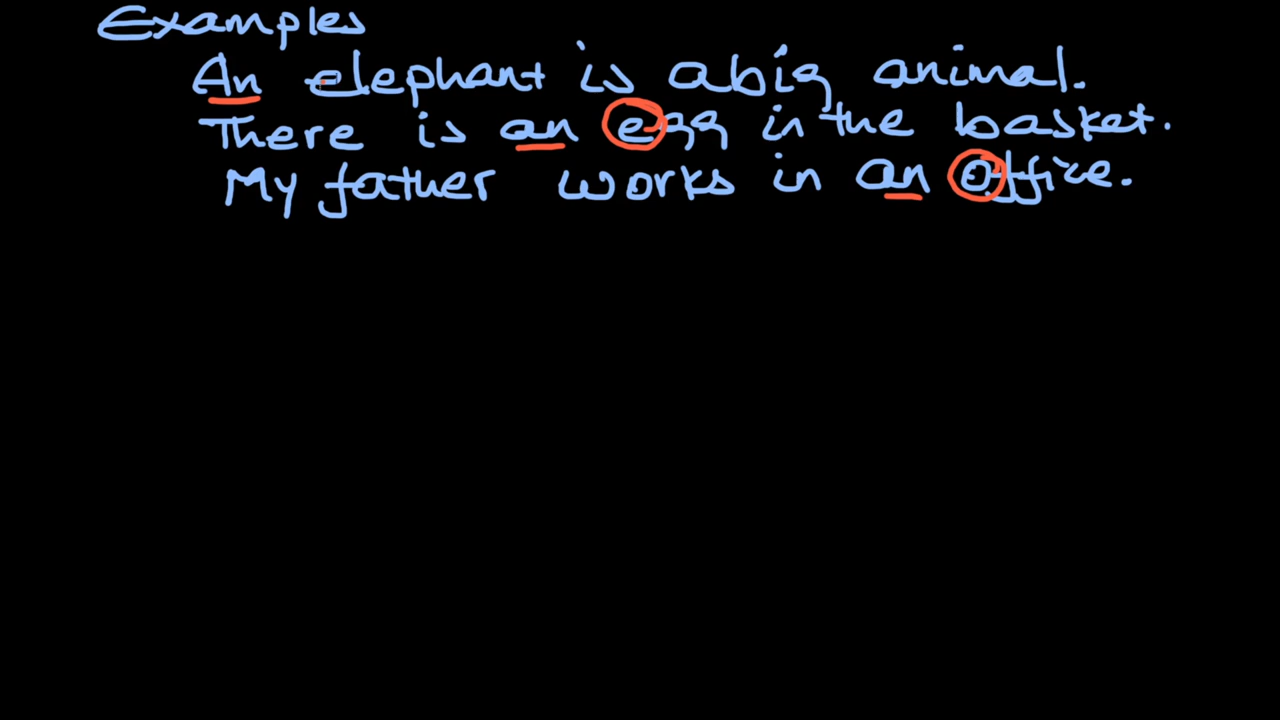 Examples
An elephant is a big animal.
There is an egg in the basket.
My father works in an office.